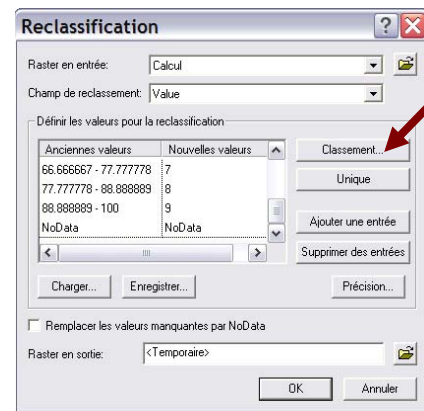 Reclassification
Raster en entrée: Calcul
Champ de reclassement: Value
Définir les valeurs pour la reclassification
Anciennes valeurs Nouvelles valeurs
66.666667 - 77.777778 7
77.777778 - 88.888889 8
88.888889 - 100 9
NoData NoData
Classement...
Unique
Ajouter une entrée
Supprimer des entrées
Charger... Enregistrer... Précision...
Remplacer les valeurs manquantes par NoData
Raster en sortie: <Temporaire>
OK Annuler